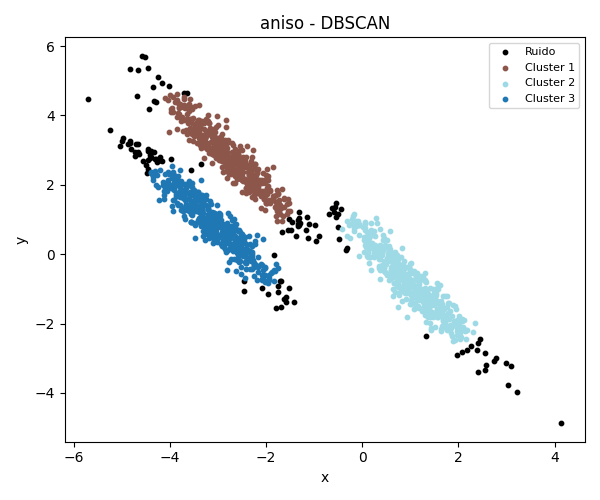 aniso - DBSCAN
Ruido
Cluster 1
Cluster 2
Cluster 3
y
6
4
2
0
−2
−4
−6
−4
−2
0
2
4
x